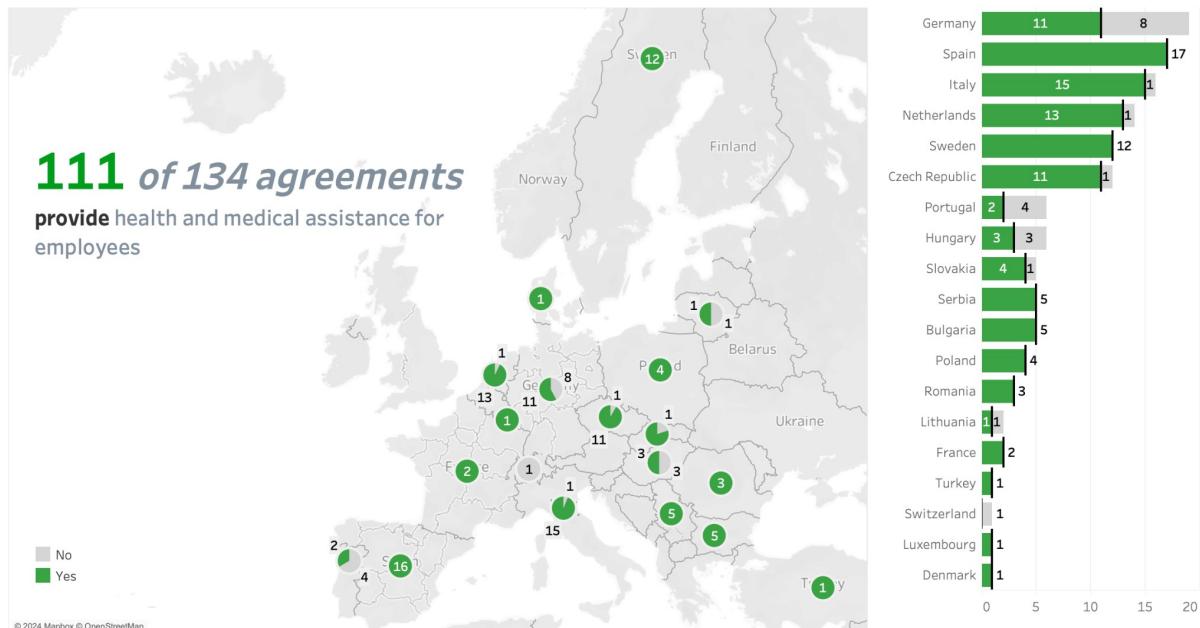 111 of 134 agreements
provide health and medical assistance for
employees
No
Yes
© 2024 Mapbox © OpenStreetMap
Norway
Finland
Belarus
Ukraine
12
1
1
1
4
1
13
8
11
1
1
11
1
3
3
2
1
1
15
3
5
5
2
4
16
1
Germany 11 8
Spain 17
Italy 15 1
Netherlands 13 1
Sweden 12
Czech Republic 11 1
Portugal 2 4
Hungary 3 3
Slovakia 4 1
Serbia 5
Bulgaria 5
Poland 4
Romania 3
Lithuania 1 1
France 2
Turkey 1
Switzerland 1
Luxembourg 1
Denmark 1
0 5 10 15 20